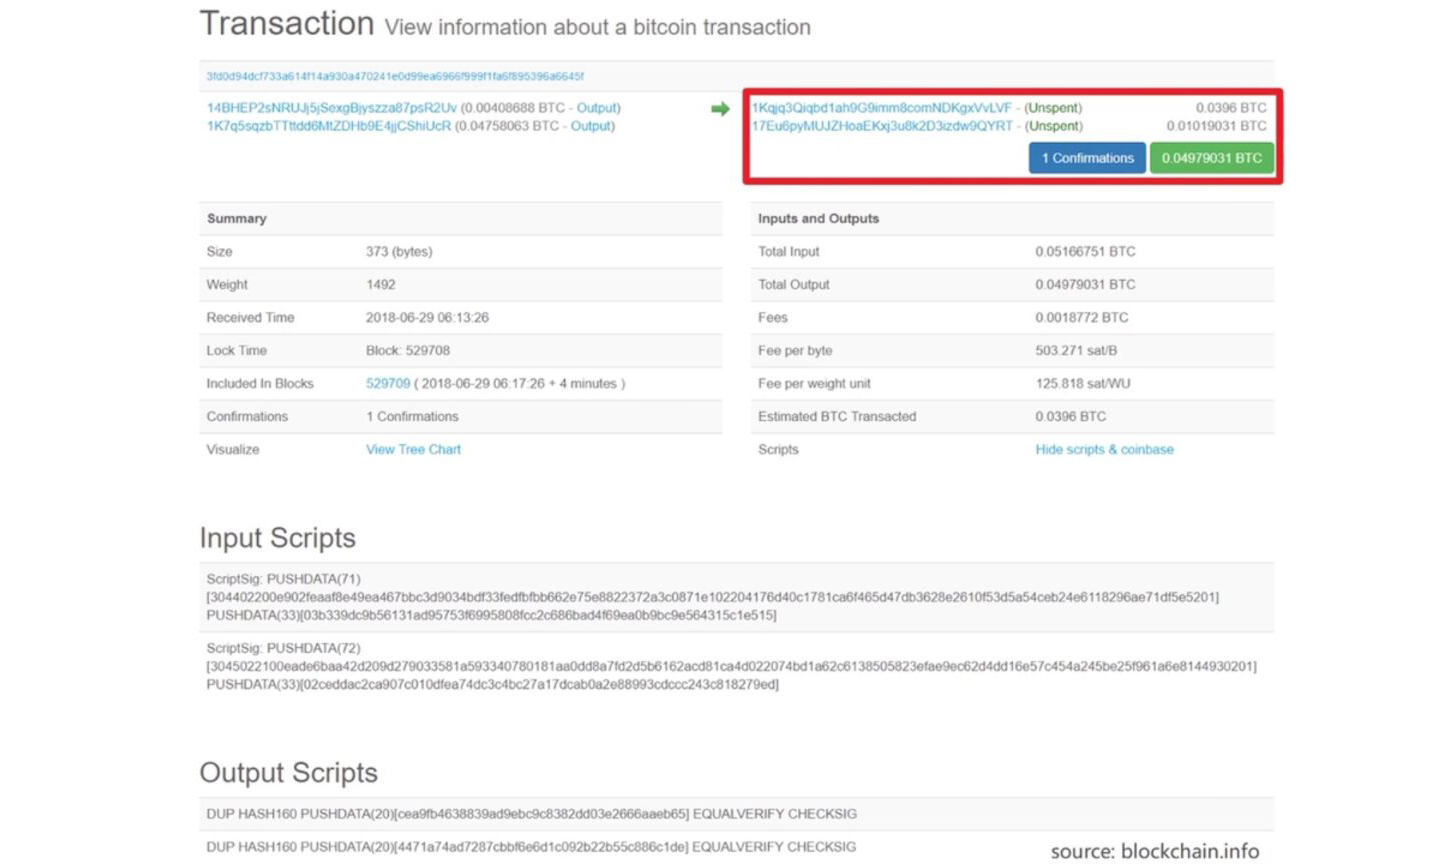 Transaction View information about a bitcoin transaction
3fd0d94dcf733a614f14a930a470241e0d99ea6966f999f1fa6f895396a6645f
14BHEP2sNRUJj5jSexgBjyszza87psR2Uv (0.00408688 BTC - Output)
1K7q5sqzbTTttdd6MtZDHb9E4jjCShiUcR (0.04758063 BTC - Output)
1Kqjq3Qiqbd1ah9G9imm8comNDKgxVvLVF - (Unspent) 0.0396 BTC
17Eu6pyMUJZHoaEKxj3u8k2D3izdw9QYRT - (Unspent) 0.01019031 BTC
1 Confirmations 0.04979031 BTC
Summary
Size 373 (bytes)
Weight 1492
Received Time 2018-06-29 06:13:26
Lock Time Block: 529708
Included In Blocks 529709 ( 2018-06-29 06:17:26 + 4 minutes )
Confirmations 1 Confirmations
Visualize View Tree Chart
Inputs and Outputs
Total Input 0.05166751 BTC
Total Output 0.04979031 BTC
Fees 0.0018772 BTC
Fee per byte 503.271 sat/B
Fee per weight unit 125.818 sat/WU
Estimated BTC Transacted 0.0396 BTC
Scripts Hide scripts & coinbase
Input Scripts
ScriptSig: PUSHDATA(71)
[304402200e902feaaf8e49ea467bbc3d9034bdf33fedfbfbb662e75e8822372a3c0871e102204176d40c1781ca6f465d47db3628e2610f53d5a54ceb24e6118296ae71df5e5201]
PUSHDATA(33)[03b339dc9b56131ad95753f6995808fcc2c686bad4f69ea0b9bc9e564315c1e515]
ScriptSig: PUSHDATA(72)
[3045022100eade6baa42d209d279033581a593340780181aa0dd8a7fd2d5b6162acd81ca4d022074bd1a62c6138505823efae9ec62d4dd16e57c454a245be25f961a6e8144930201]
PUSHDATA(33)[02ceddac2ca907c010dfea74dc3c4bc27a17dcab0a2e88993cdccc243c818279ed]
Output Scripts
DUP HASH160 PUSHDATA(20)[cea9fb4638839ad9ebc9c8382dd03e2666aaeb65] EQUALVERIFY CHECKSIG
DUP HASH160 PUSHDATA(20)[4471a74ad7287cbbf6e6d1c092b22b55c886c1de] EQUALVERIFY CHECKSIG
source: blockchain.info